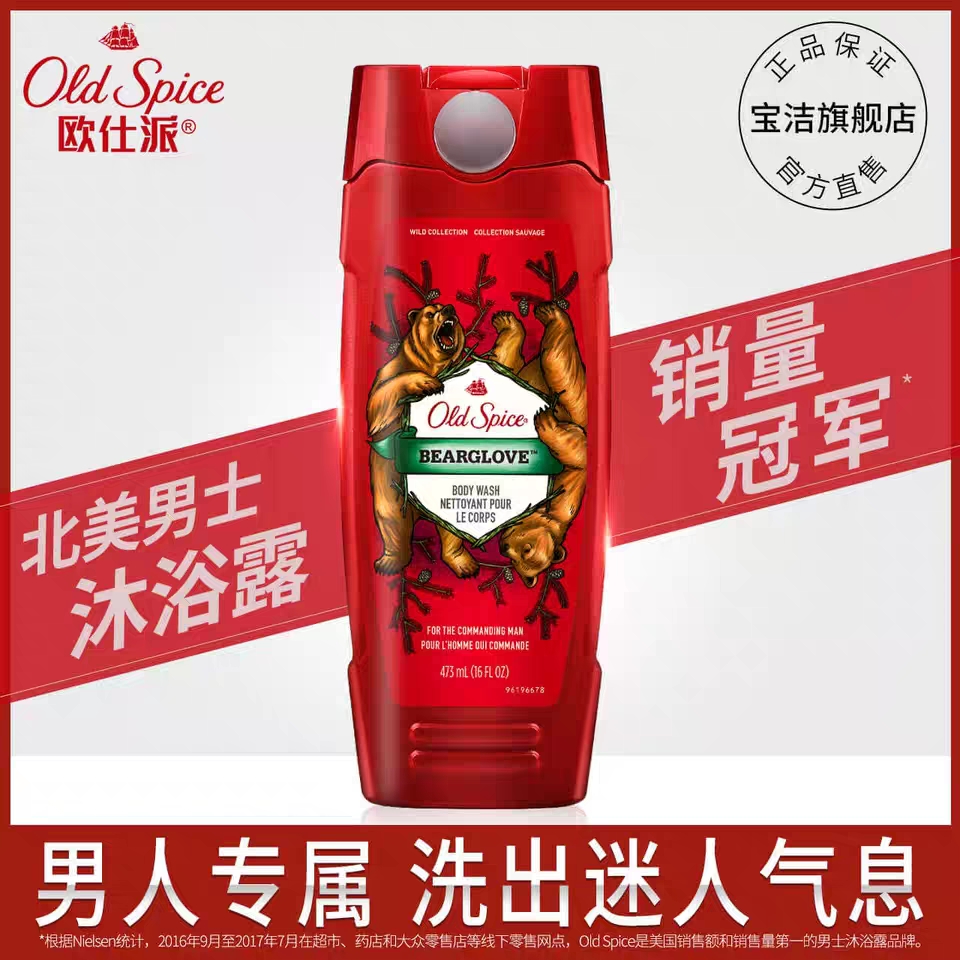 Old Spice
欧仕派®
正品保证
宝洁旗舰店
官方直售
WILD COLLECTION COLLECTION SAUVAGE
Old Spice®
BEARGLOVE™
BODY WASH
NETTOYANT POUR
LE CORPS
FOR THE COMMANDING MAN
POUR L'HOMME QUI COMMANDE
473 mL (16 FL OZ)
96196678
销量
冠军*
北美男士
沐浴露
男人专属 洗出迷人气息
*根据Nielsen统计，2016年9月至2017年7月在超市、药店和大众零售店等线下零售网点，Old Spice是美国销售额和销售量第一的男士沐浴露品牌。